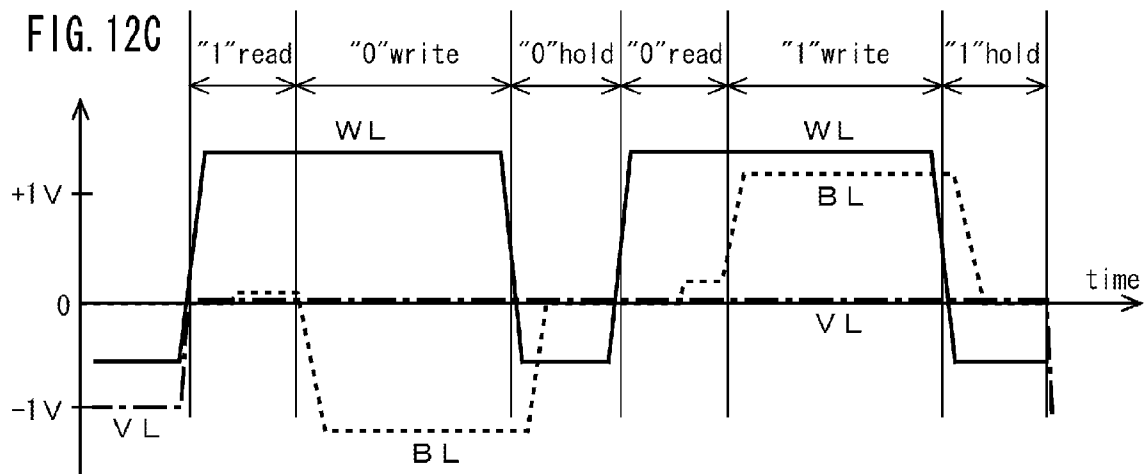 FIG. 12C
"1"read "0"write "0"hold "0"read "1"write "1"hold
WL WL
+1V BL
time
0
VL
-1V
VL BL